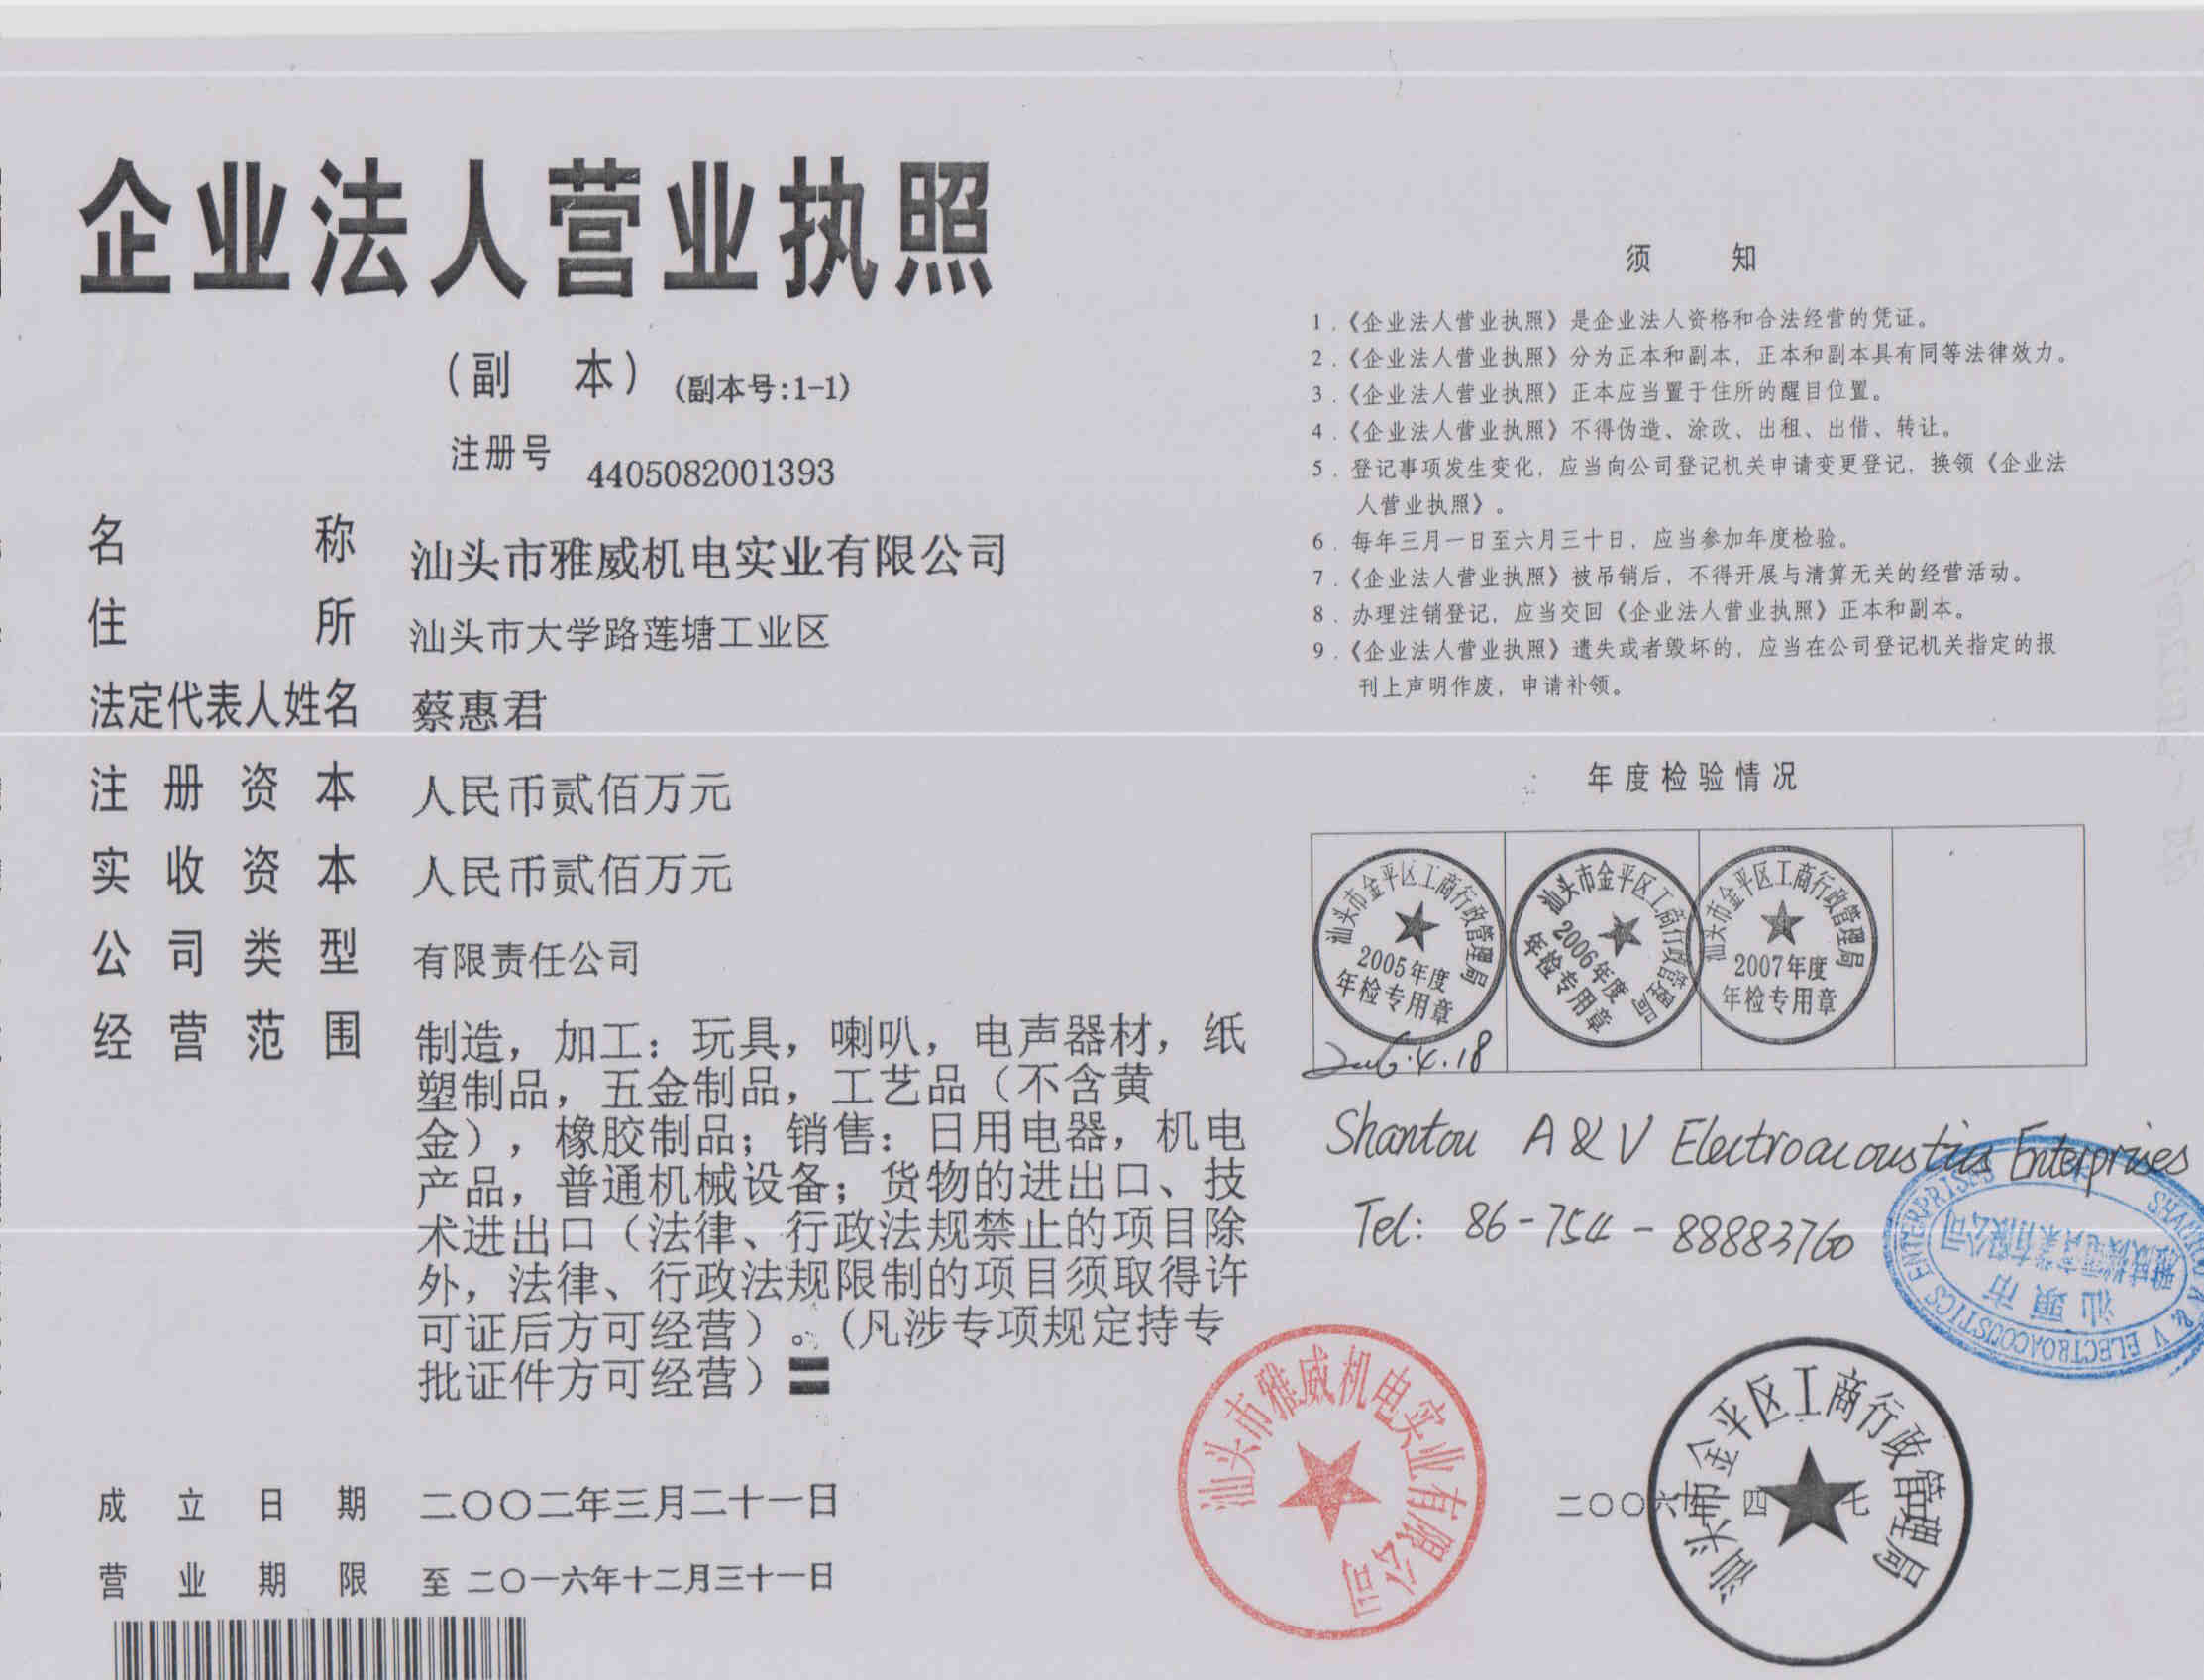 企业法人营业执照
（副 本）（副本号:1-1）
注册号 4405082001393
名 称 汕头市雅威机电实业有限公司
住 所 汕头市大学路莲塘工业区
法定代表人姓名 蔡惠君
注册资本 人民币贰佰万元
实收资本 人民币贰佰万元
公司类型 有限责任公司
经营范围 制造，加工：玩具，喇叭，电声器材，纸
塑制品，五金制品，工艺品（不含黄
金），橡胶制品；销售：日用电器，机电
产品，普通机械设备；货物的进出口、技
术进出口（法律、行政法规禁止的项目除
外，法律、行政法规限制的项目须取得许
可证后方可经营）。（凡涉专项规定持专
批证件方可经营）
成立日期 二〇〇二年三月二十一日
营业期限 至二〇一六年十二月三十一日
须 知
1．《企业法人营业执照》是企业法人资格和合法经营的凭证。
2．《企业法人营业执照》分为正本和副本，正本和副本具有同等法律效力。
3．《企业法人营业执照》正本应当置于住所的醒目位置。
4．《企业法人营业执照》不得伪造、涂改、出租、出借、转让。
5．登记事项发生变化，应当向公司登记机关申请变更登记，换领《企业法
人营业执照》。
6．每年三月一日至六月三十日，应当参加年度检验。
7．《企业法人营业执照》被吊销后，不得开展与清算无关的经营活动。
8．办理注销登记，应当交回《企业法人营业执照》正本和副本。
9．《企业法人营业执照》遗失或者毁坏的，应当在公司登记机关指定的报
刊上声明作废，申请补领。
年度检验情况
汕头市金平区工商行政管理局
2005年度
年检专用章
汕头市金平区工商行政管理局
2006年度
年检专用章
汕头市金平区工商行政管理局
2007年度
年检专用章
2006.4.18
Shantou A & V Electroacoustics Enterprises
Tel: 86-754-88883760
SHANTOU A & V ELECTROACOUSTICS ENTERPRISES
汕頭市
雅威機電實業有限公司
汕头市雅威机电实业有限公司
汕头市金平区工商行政管理局
二〇〇六年四 七